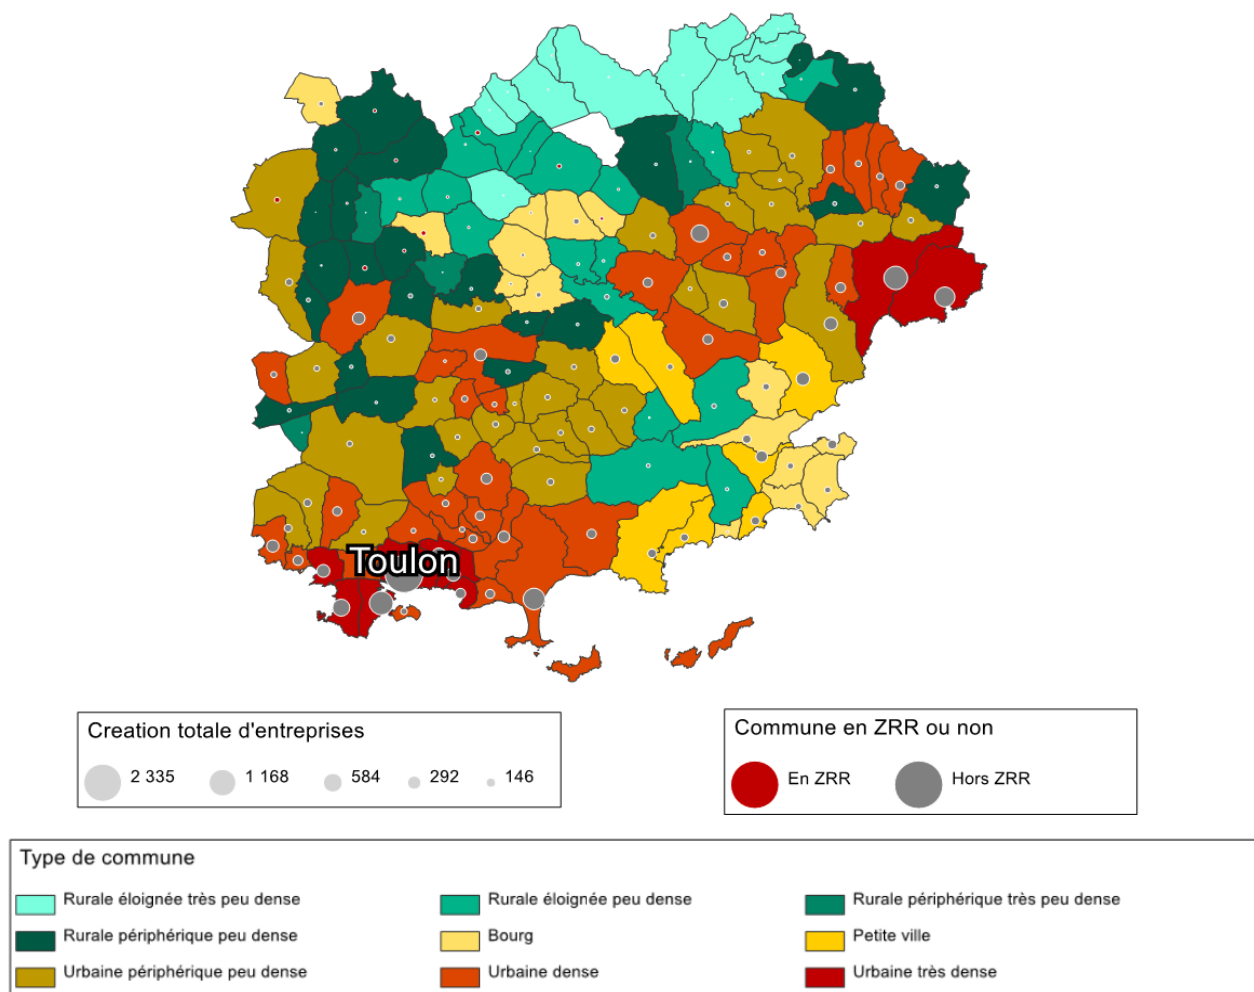 Toulon
Creation totale d'entreprises
2 335
1 168
584
292
146
Commune en ZRR ou non
En ZRR
Hors ZRR
Type de commune
Rurale éloignée très peu dense
Rurale éloignée peu dense
Rurale périphérique très peu dense
Rurale périphérique peu dense
Bourg
Petite ville
Urbaine périphérique peu dense
Urbaine dense
Urbaine très dense